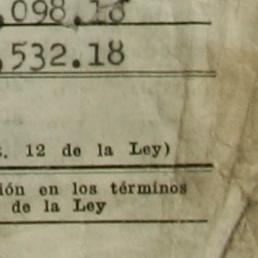 ,098.18
,532.18
. 12 de la Ley)
ión en los términos
de la Ley